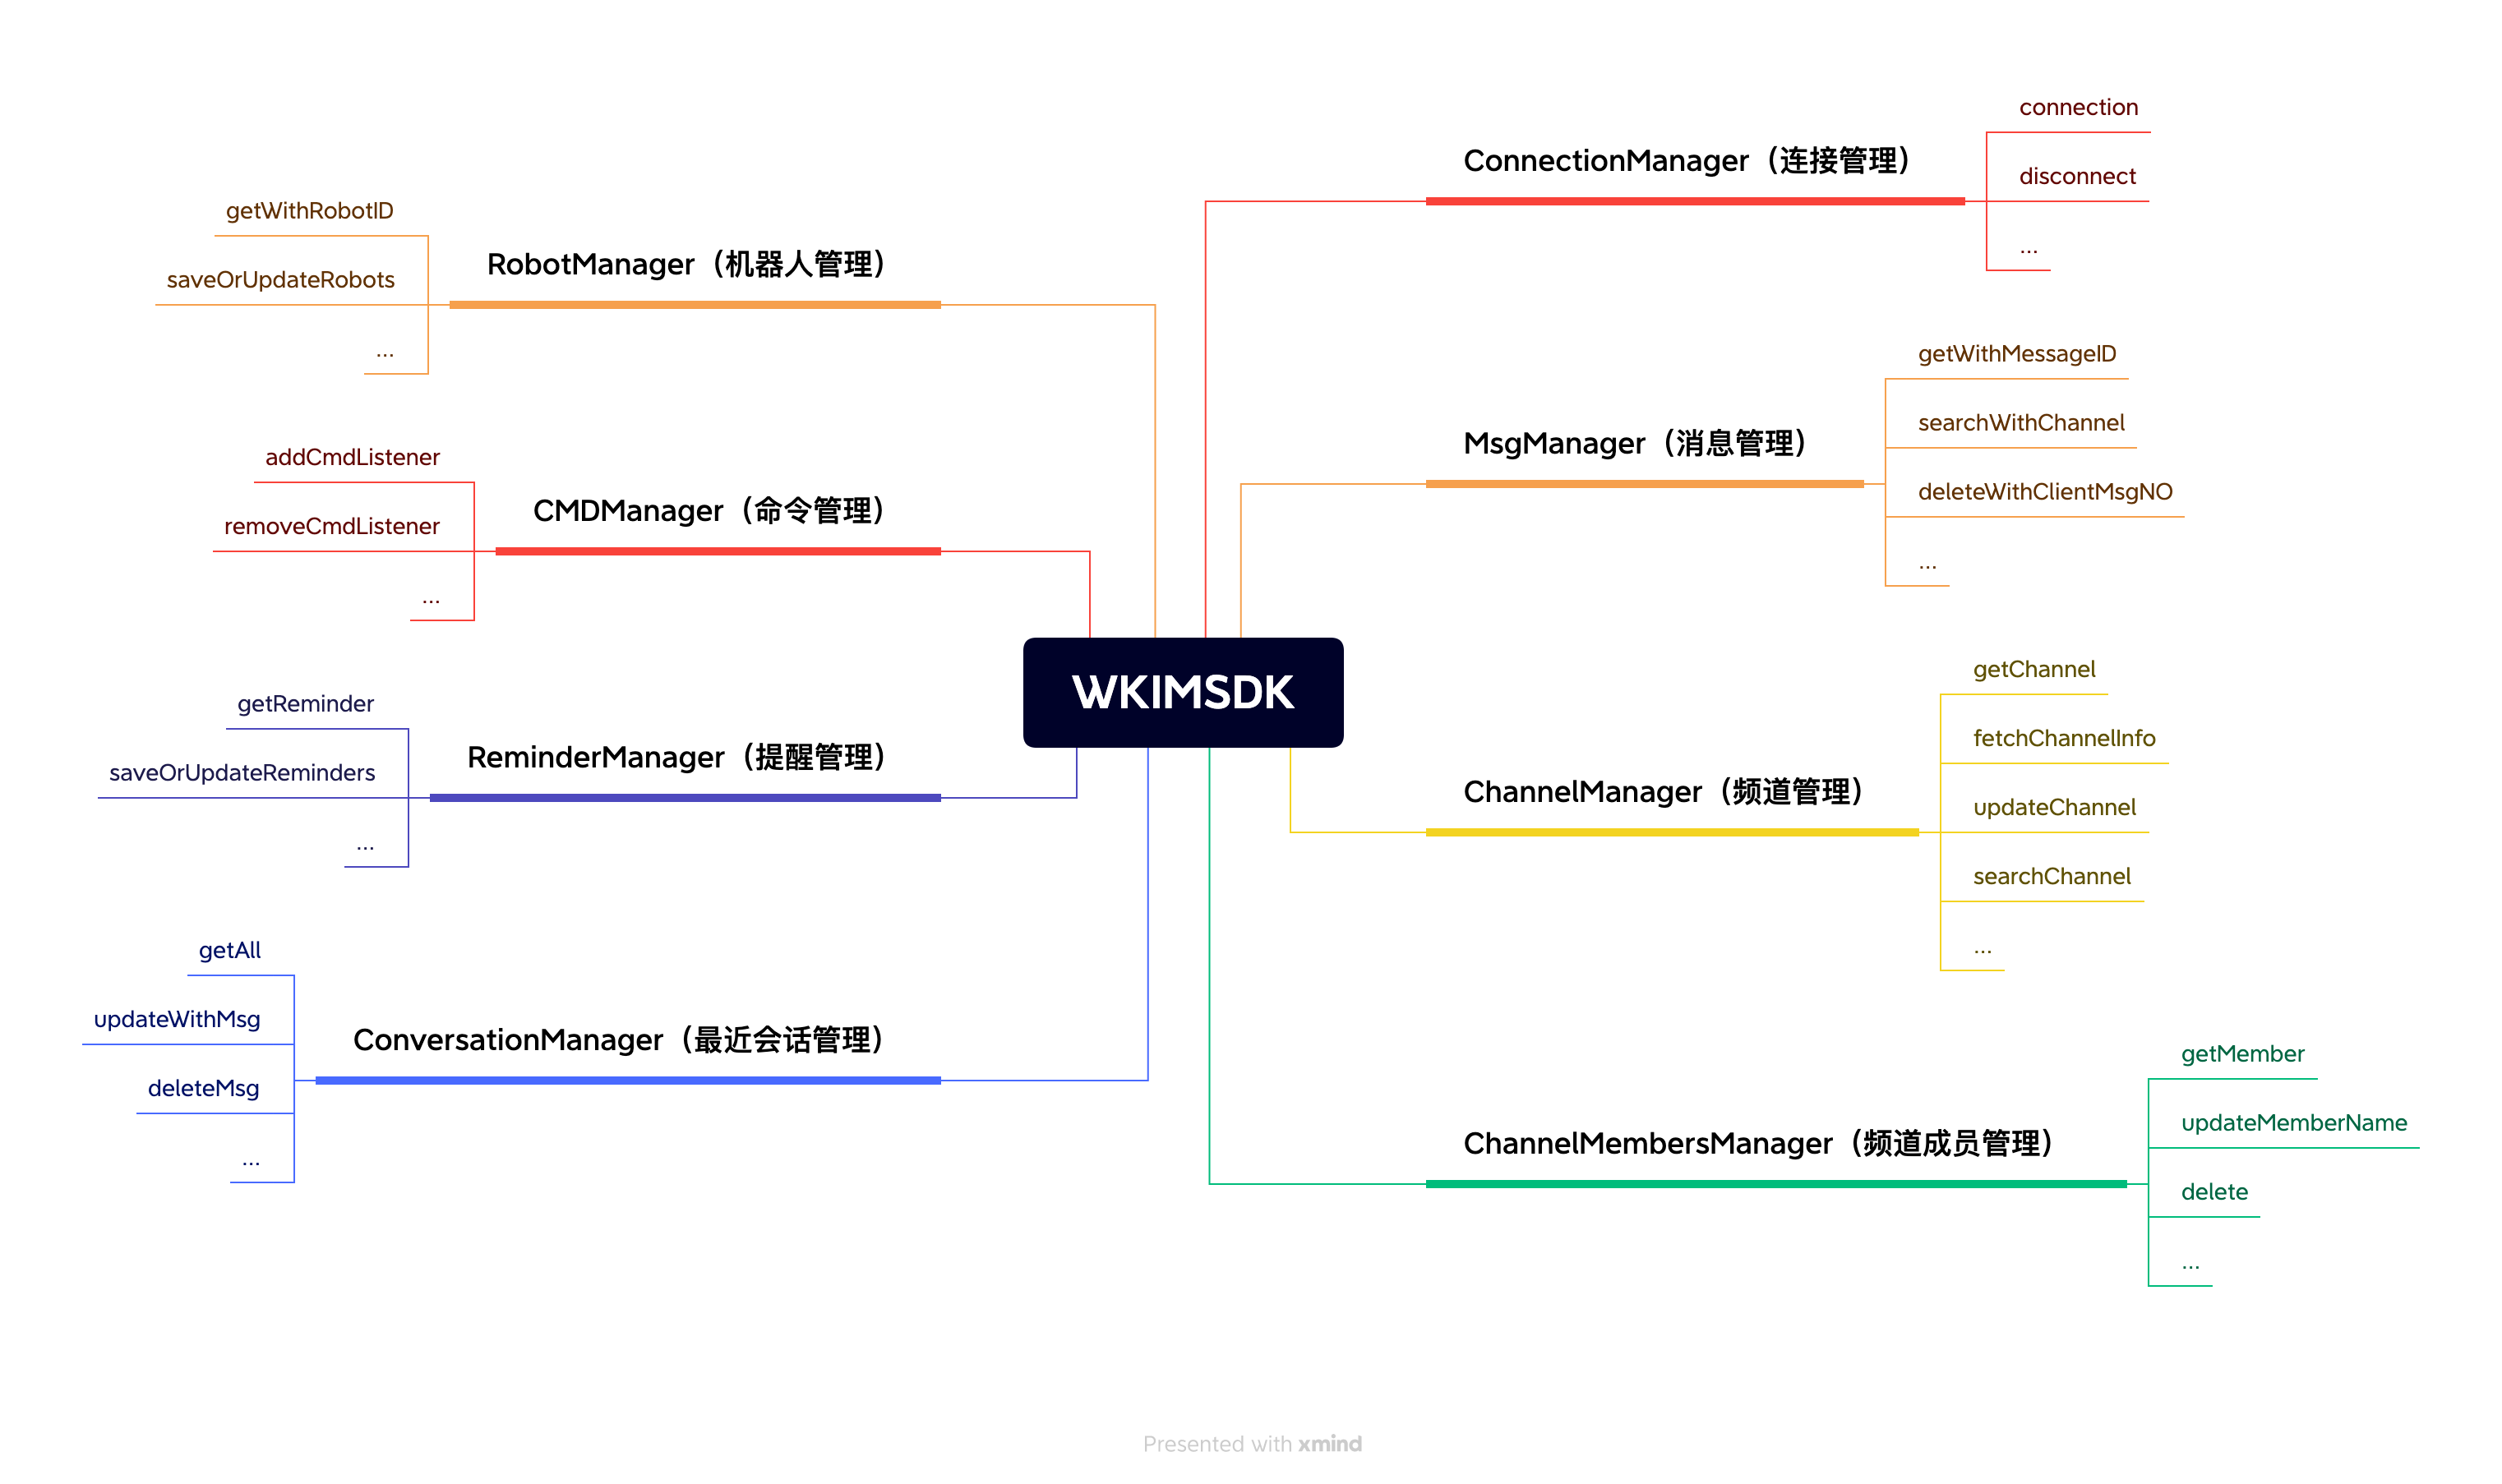 WKIMSDK
ConnectionManager（连接管理）
connection
disconnect
...
MsgManager（消息管理）
getWithMessageID
searchWithChannel
deleteWithClientMsgNO
...
ChannelManager（频道管理）
getChannel
fetchChannelInfo
updateChannel
searchChannel
...
ChannelMembersManager（频道成员管理）
getMember
updateMemberName
delete
...
RobotManager（机器人管理）
getWithRobotID
saveOrUpdateRobots
...
CMDManager（命令管理）
addCmdListener
removeCmdListener
...
ReminderManager（提醒管理）
getReminder
saveOrUpdateReminders
...
ConversationManager（最近会话管理）
getAll
updateWithMsg
deleteMsg
...
Presented with xmind